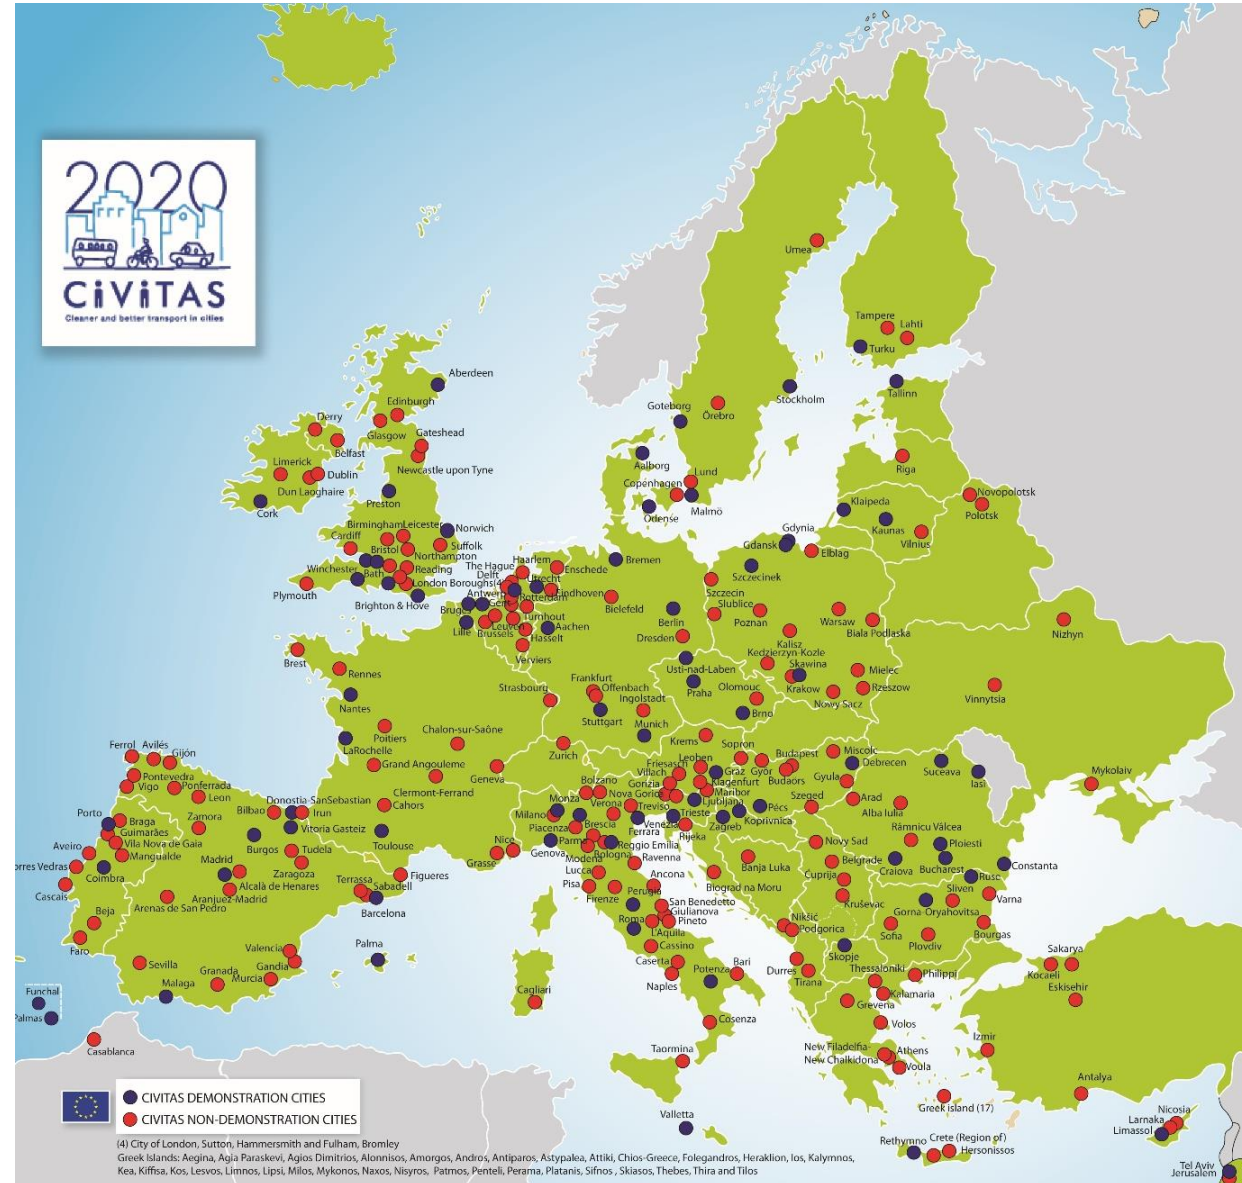 2020
CiViTAS
Cleaner and better transport in cities
Umea
Tampere
Lahti
Turku
Tallinn
Stockholm
Örebro
Goteborg
Aberdeen
Edinburgh
Glasgow
Derry
Belfast
Gateshead
Newcastle upon Tyne
Limerick
Dublin
Dun Laoghaire
Cork
Preston
Aalborg
Lund
Copenhagen
Malmö
Odense
Riga
Novopolotsk
Polotsk
Klaipeda
Kaunas
Vilnius
Gdynia
Gdansk
Elblag
Szczecinek
Birmingham
Leicester
Norwich
Cardiff
Suffolk
Bristol
Northampton
Winchester
Bath
Reading
London Boroughs(4)
Plymouth
Brighton & Hove
Bremen
Haarlem
The Hague
Delft
Utrecht
Enschede
Eindhoven
Rotterdam
Antwerp
Gent
Bruges
Turnhout
Lille
Leuven
Brussels
Hasselt
Aachen
Verviers
Bielefeld
Berlin
Dresden
Szczecin
Slublice
Poznan
Warsaw
Biala Podlaska
Kalisz
Kedzierzyn-Kozle
Skawina
Krakow
Mielec
Rzeszow
Nowy Sacz
Nizhyn
Vinnytsia
Mykolaiv
Usti-nad-Laben
Praha
Olomouc
Brno
Brest
Rennes
Nantes
LaRochelle
Poitiers
Grand Angouleme
Chalon-sur-Saône
Clermont-Ferrand
Cahors
Toulouse
Strasbourg
Frankfurt
Offenbach
Ingolstadt
Stuttgart
Munich
Zurich
Geneva
Krems
Sopron
Leoben
Friesach
Graz
Györ
Budapest
Budaors
Miscolc
Debrecen
Gyula
Szeged
Arad
Alba Iulia
Suceava
Iasi
Villach
Klagenfurt
Maribor
Ljubljana
Gorizia
Nova Gorica
Bolzano
Monza
Milano
Verona
Treviso
Venezia
Trieste
Rijeka
Zagreb
Koprivnica
Pécs
Piacenza
Brescia
Parma
Ferrara
Reggio Emilia
Bologna
Ravenna
Genova
Modena
Lucca
Pisa
Firenze
Ancona
Perugia
San Benedetto
Giulianova
Pineto
Roma
L'Aquila
Cassino
Caserta
Naples
Bari
Potenza
Cosenza
Taormina
Cagliari
Valletta
Nice
Grasse
Figueres
Ferrol
Avilés
Gijón
Pontevedra
Vigo
Ponferrada
Leon
Donostia-SanSebastian
Bilbao
Irun
Vitoria Gasteiz
Burgos
Tudela
Zaragoza
Zamora
Porto
Braga
Guimarães
Vila Nova de Gaia
Mangualde
Aveiro
Coimbra
orres Vedras
Cascais
Beja
Faro
Madrid
Alcalà de Henares
Aranjuez-Madrid
Arenas de San Pedro
Terrassa
Sabadell
Barcelona
Palma
Valencia
Gandia
Murcia
Granada
Sevilla
Malaga
Funchal
Palmas
Casablanca
Novy Sad
Belgrade
Ćuprija
Kruševac
Banja Luka
Biograd na Moru
Nikšić
Podgorica
Durres
Tirana
Skopje
Râmnicu Vâlcea
Ploiesti
Craiova
Bucharest
Constanta
Ruse
Sliven
Varna
Gorna-Oryahovitsa
Bourgas
Sofia
Plovdiv
Thessaloniki
Philippi
Kalamaria
Grevena
Volos
New Filadelfia-
New Chalkidona
Athens
Voula
Greek island (17)
Rethymno
Crete (Region of)
Hersonissos
Sakarya
Kocaeli
Eskisehir
Izmir
Antalya
Nicosia
Larnaka
Limassol
Tel Aviv
Jerusalem
CIVITAS DEMONSTRATION CITIES
CIVITAS NON-DEMONSTRATION CITIES
(4) City of London, Sutton, Hammersmith and Fulham, Bromley
Greek Islands: Aegina, Agia Paraskevi, Agios Dimitrios, Alonnisos, Amorgos, Andros, Antiparos, Astypalea, Attiki, Chios-Greece, Folegandros, Heraklion, Ios, Kalymnos,
Kea, Kiffisa, Kos, Lesvos, Limnos, Lipsi, Milos, Mykonos, Naxos, Nisyros, Patmos, Penteli, Perama, Platanis, Sifnos , Skiasos, Thebes, Thira and Tilos